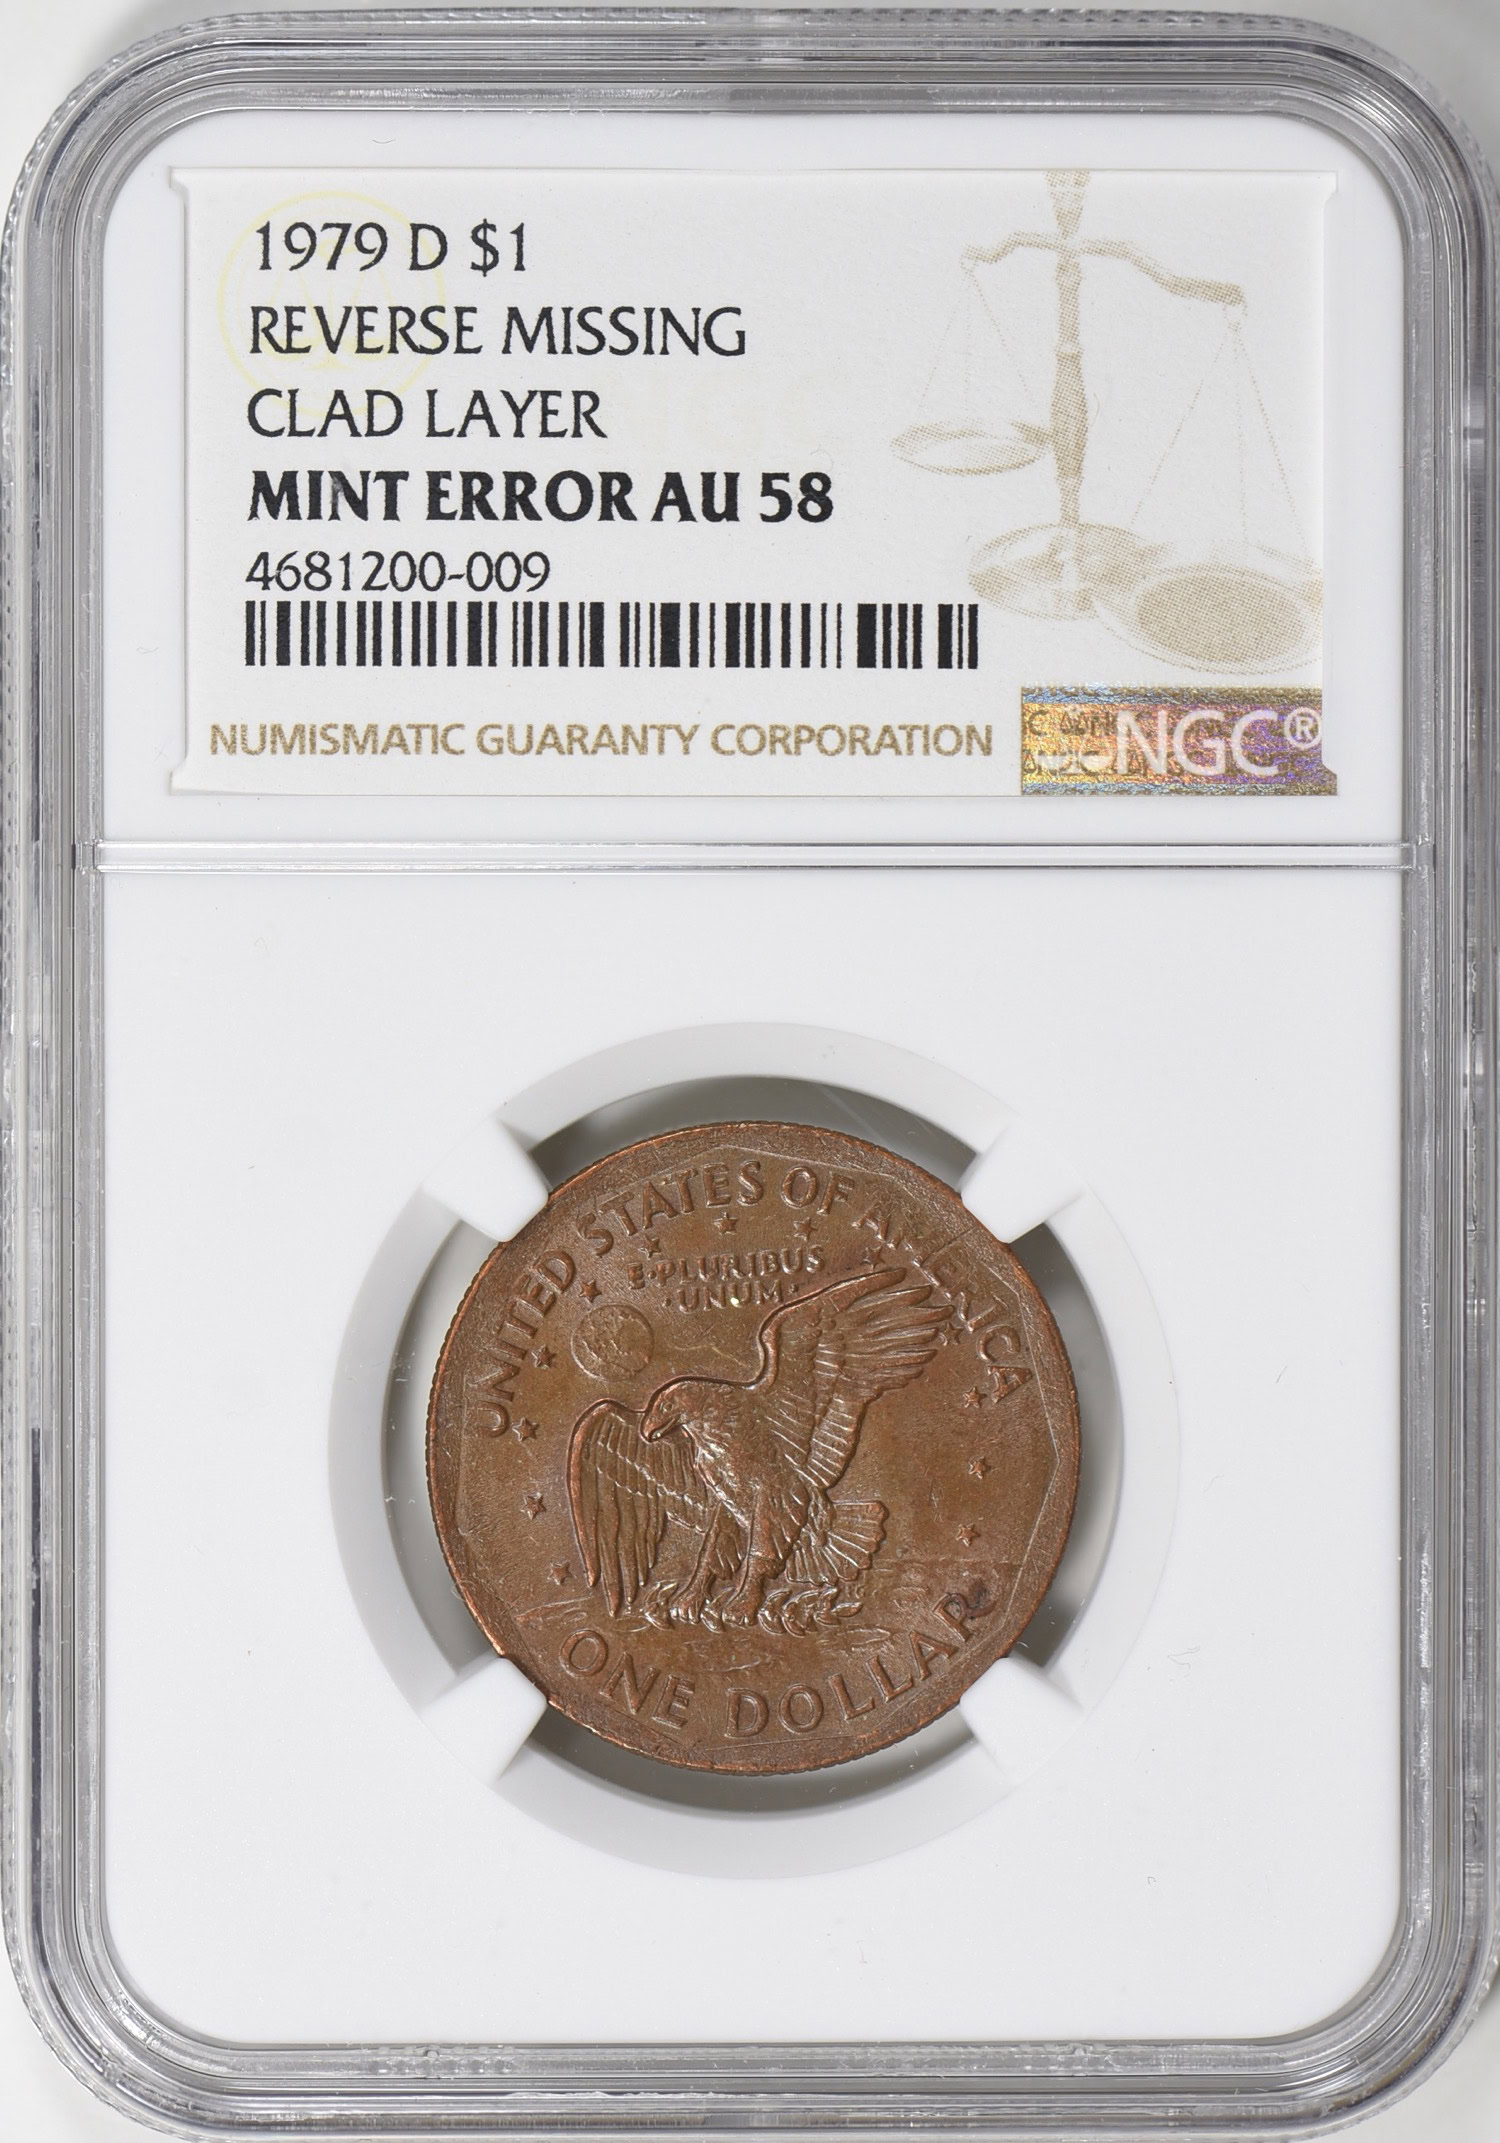 1979 D $1
REVERSE MISSING
CLAD LAYER
MINT ERROR AU 58
4681200-009
NUMISMATIC GUARANTY CORPORATION
NGC®
UNITED STATES OF AMERICA
E·PLURIBUS
·UNUM·
ONE DOLLAR